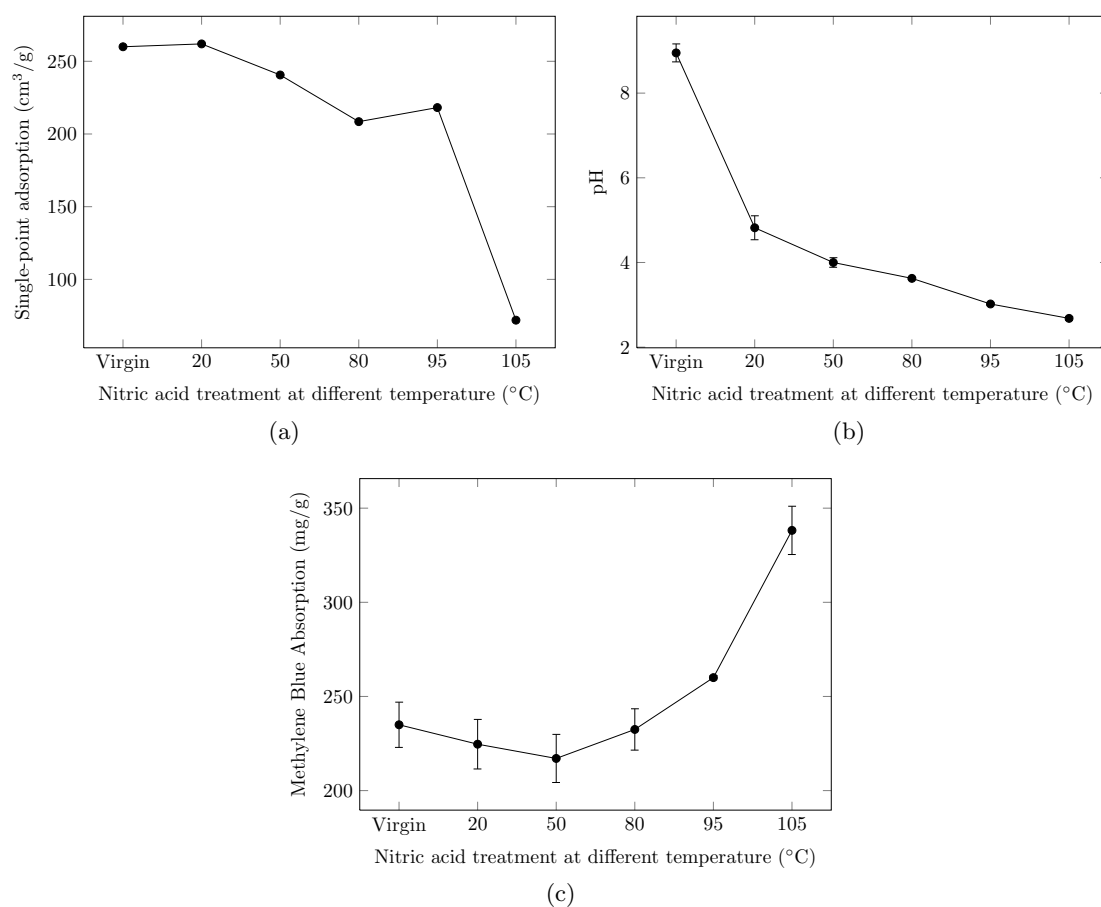 Single-point adsorption (cm³/g)
250
200
150
100
Virgin 20 50 80 95 105
Nitric acid treatment at different temperature (°C)
(a)
pH
8
6
4
2
Virgin 20 50 80 95 105
Nitric acid treatment at different temperature (°C)
(b)
Methylene Blue Absorption (mg/g)
350
300
250
200
Virgin 20 50 80 95 105
Nitric acid treatment at different temperature (°C)
(c)